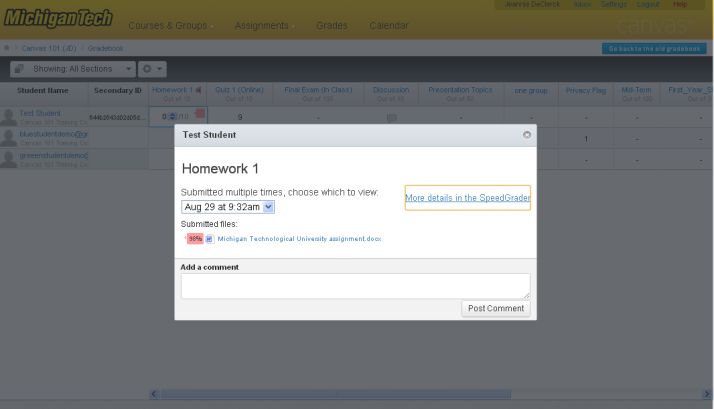 Michigan Tech
Jeannie DeClerck Inbox Settings Logout Help
Courses & Groups Assignments Grades Calendar
canvas
Canvas 101 (JD) Gradebook
Go back to the old gradebook
Showing: All Sections
Student Name Secondary ID Homework 1 Quiz 1 (Online) Final Exam (In Class) Discussion Presentation Topics one group Privacy Flag Mid-Term
Out of 10 Out of 10 Out of 100 Out of 10 Out of 50 Out of 100
Test Student
0 /10 9 - - - - -
Canvas 101 Training Co
bluestudentdemo@gr
1 - -
Canvas 101 Training Co
greenstudentdemo@
- - -
Canvas 101 Training Co
Test Student
Homework 1
Submitted multiple times, choose which to view:
Aug 29 at 9:32am
More details in the SpeedGrader
Submitted files:
98% Michigan Technological University assignment.docx
Add a comment
Post Comment